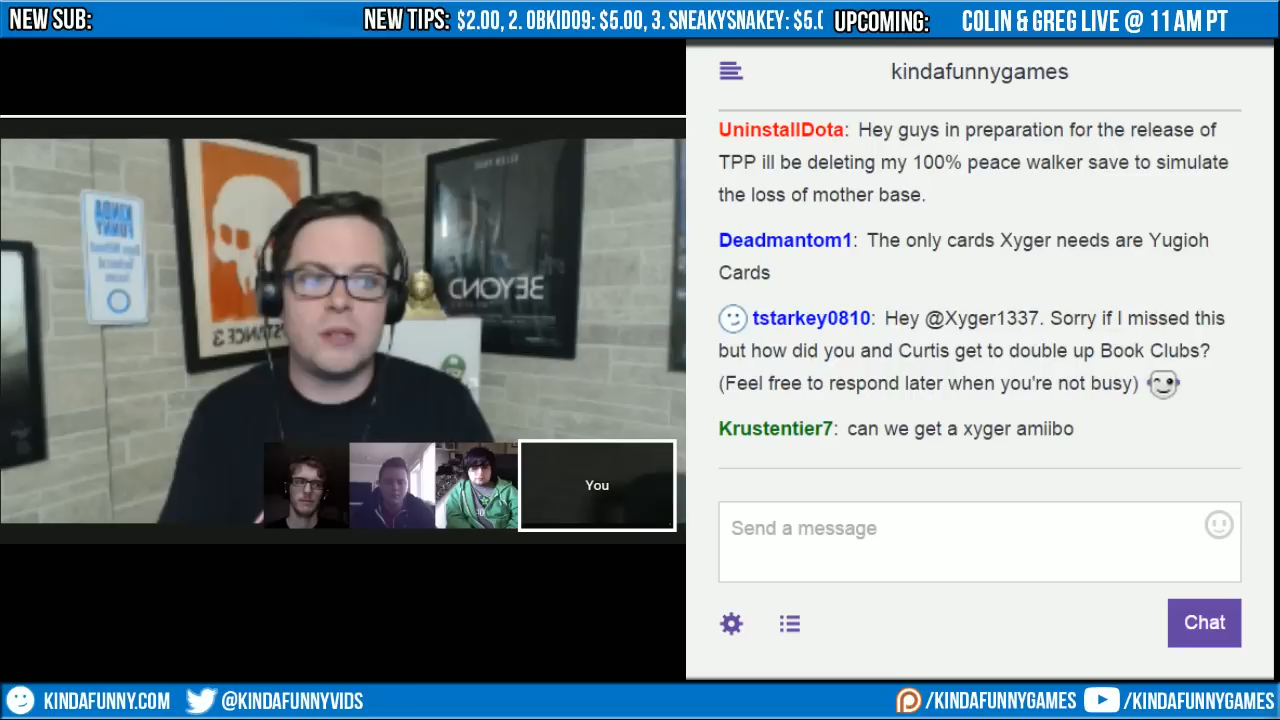 NEW SUB:
NEW TIPS: $2.00, 2. OBKID09: $5.00, 3. SNEAKYSNAKEY: $5.0
UPCOMING: COLIN & GREG LIVE @ 11 AM PT
KINDA
FUNNY
BEYOND
You
kindafunnygames
UninstallDota: Hey guys in preparation for the release of
TPP ill be deleting my 100% peace walker save to simulate
the loss of mother base.
Deadmantom1: The only cards Xyger needs are Yugioh
Cards
tstarkey0810: Hey @Xyger1337. Sorry if I missed this
but how did you and Curtis get to double up Book Clubs?
(Feel free to respond later when you're not busy)
Krustentier7: can we get a xyger amiibo
Send a message
Chat
KINDAFUNNY.COM
@KINDAFUNNYVIDS
/KINDAFUNNYGAMES
/KINDAFUNNYGAMES